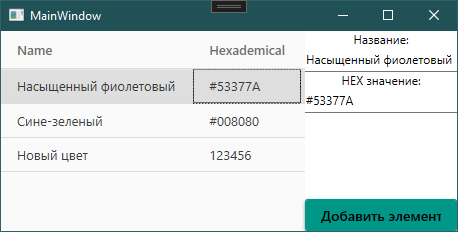 MainWindow
Name Hexademical
Насыщенный фиолетовый #53377A
Сине-зеленый #008080
Новый цвет 123456
Название:
Насыщенный фиолетовый
HEX значение:
#53377A
Добавить элемент